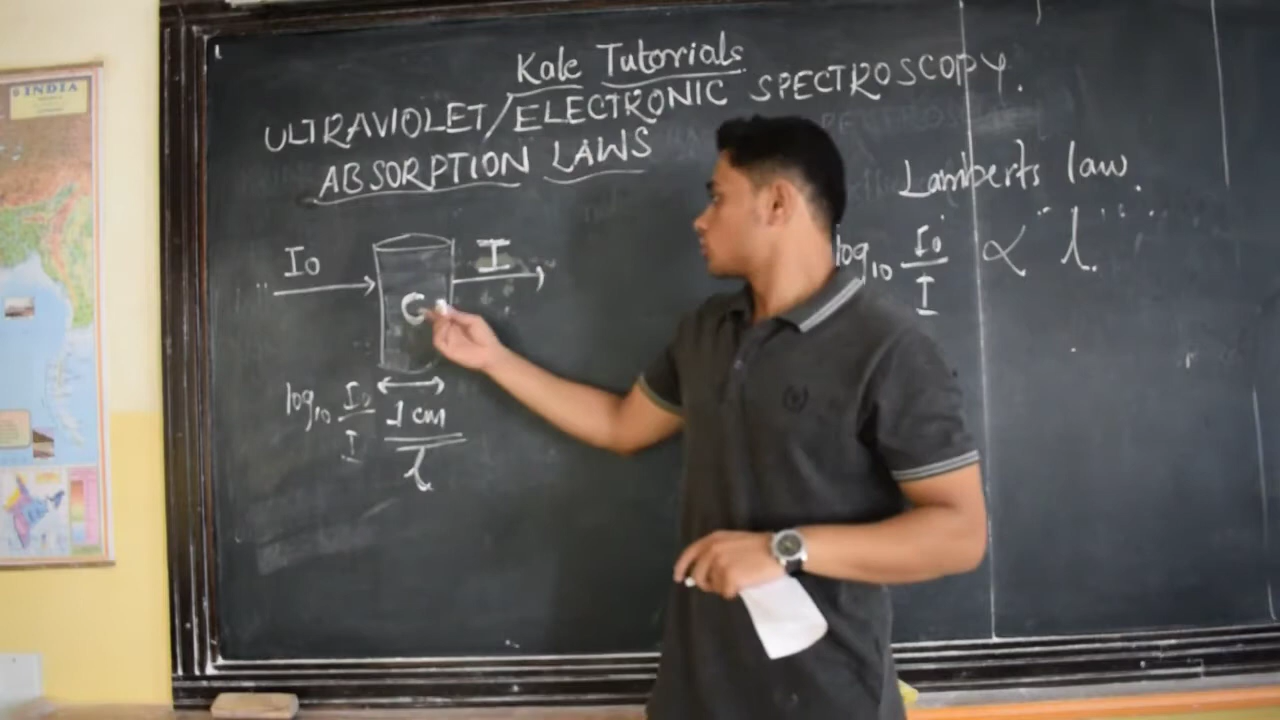 INDIA
Kale Tutorials
ULTRAVIOLET/ELECTRONIC SPECTROSCOPY.
ABSORPTION LAWS
Lamberts law.
I₀
I
C
log₁₀ I₀/I ∝ l.
log₁₀ I₀/I
1 cm
l